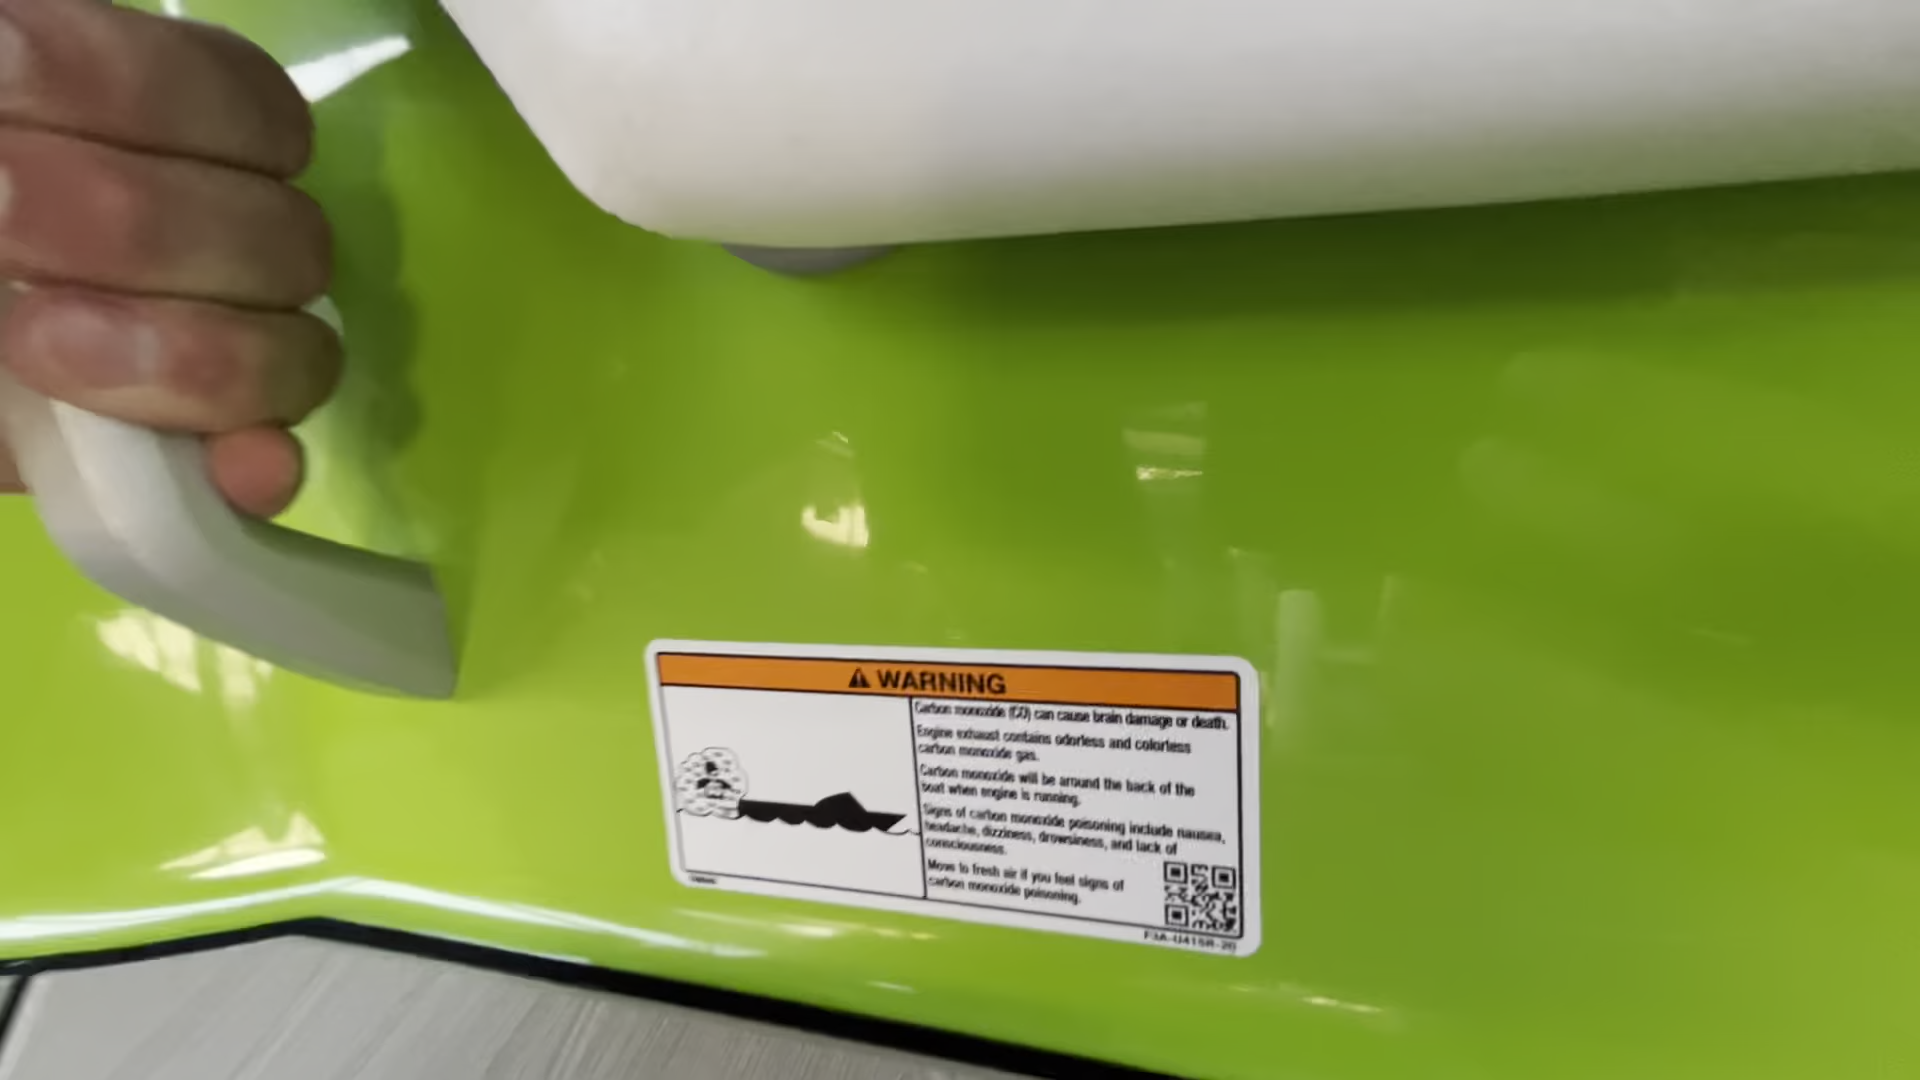 WARNING
Carbon monoxide (CO) can cause brain damage or death.
Engine exhaust contains odorless and colorless
carbon monoxide gas.
Carbon monoxide will be around the back of the
boat when engine is running.
Signs of carbon monoxide poisoning include nausea,
headache, dizziness, drowsiness, and lack of
consciousness.
Move to fresh air if you feel signs of
carbon monoxide poisoning.
F3A-U415R-20